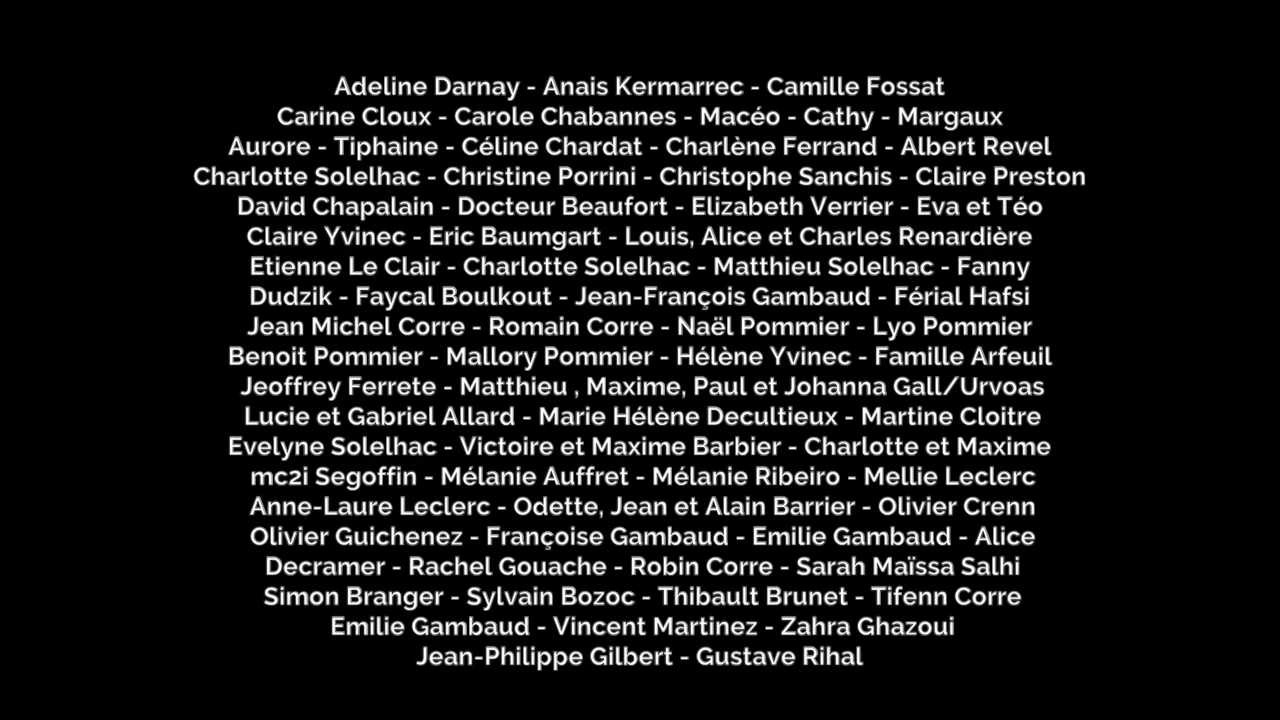 Adeline Darnay - Anais Kermarrec - Camille Fossat
Carine Cloux - Carole Chabannes - Macéo - Cathy - Margaux
Aurore - Tiphaine - Céline Chardat - Charlène Ferrand - Albert Revel
Charlotte Solelhac - Christine Porrini - Christophe Sanchis - Claire Preston
David Chapalain - Docteur Beaufort - Elizabeth Verrier - Eva et Téo
Claire Yvinec - Eric Baumgart - Louis, Alice et Charles Renardière
Etienne Le Clair - Charlotte Solelhac - Matthieu Solelhac - Fanny
Dudzik - Faycal Boulkout - Jean-François Gambaud - Férial Hafsi
Jean Michel Corre - Romain Corre - Naël Pommier - Lyo Pommier
Benoit Pommier - Mallory Pommier - Hélène Yvinec - Famille Arfeuil
Jeoffrey Ferrete - Matthieu , Maxime, Paul et Johanna Gall/Urvoas
Lucie et Gabriel Allard - Marie Hélène Decultieux - Martine Cloitre
Evelyne Solelhac - Victoire et Maxime Barbier - Charlotte et Maxime
mc2i Segoffin - Mélanie Auffret - Mélanie Ribeiro - Mellie Leclerc
Anne-Laure Leclerc - Odette, Jean et Alain Barrier - Olivier Crenn
Olivier Guichenez - Françoise Gambaud - Emilie Gambaud - Alice
Decramer - Rachel Gouache - Robin Corre - Sarah Maïssa Salhi
Simon Branger - Sylvain Bozoc - Thibault Brunet - Tifenn Corre
Emilie Gambaud - Vincent Martinez - Zahra Ghazoui
Jean-Philippe Gilbert - Gustave Rihal